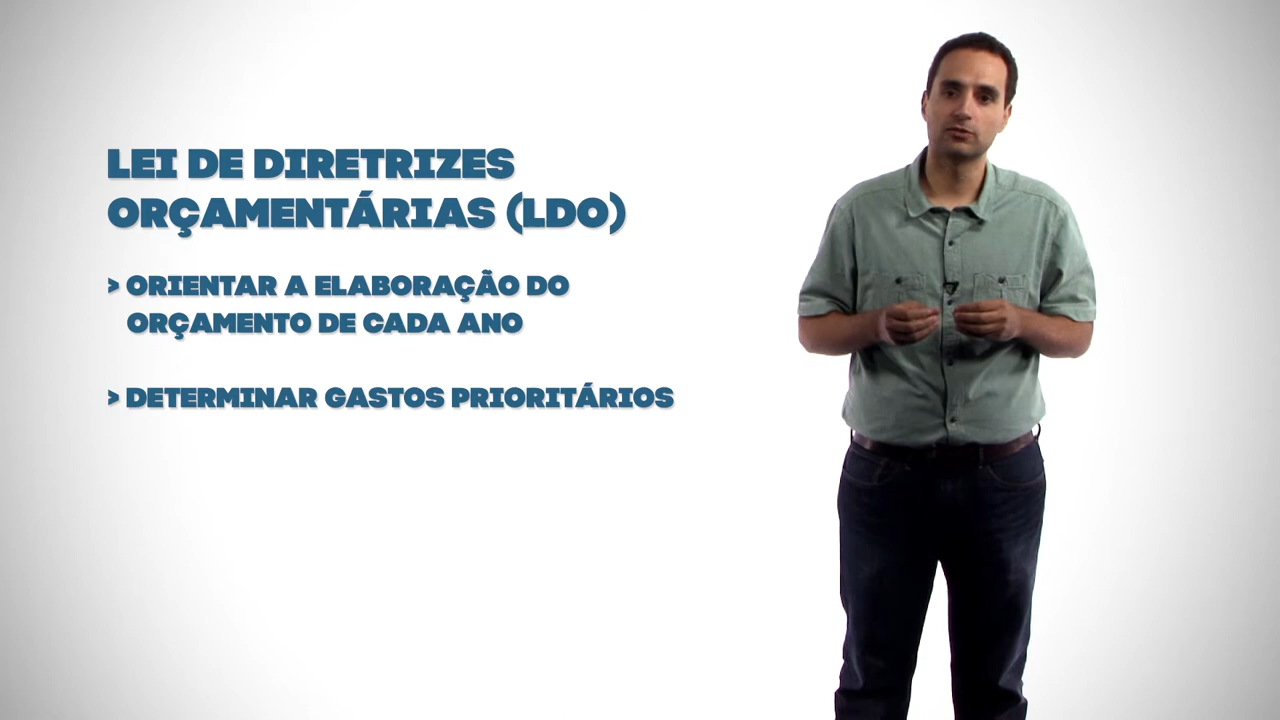 LEI DE DIRETRIZES
ORÇAMENTÁRIAS (LDO)
> ORIENTAR A ELABORAÇÃO DO
ORÇAMENTO DE CADA ANO
> DETERMINAR GASTOS PRIORITÁRIOS